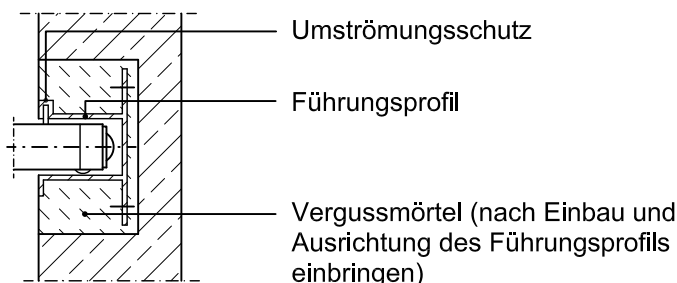 Umströmungsschutz
Führungsprofil
Vergussmörtel (nach Einbau und
Ausrichtung des Führungsprofils
einbringen)